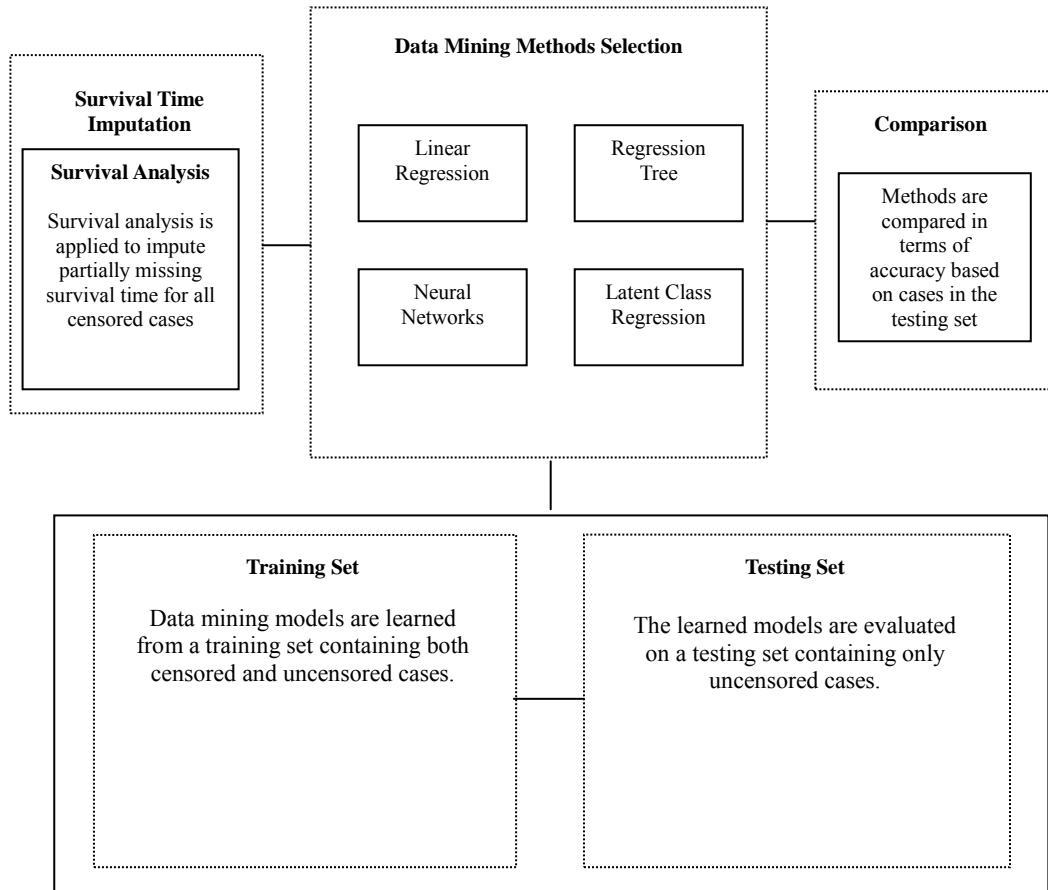 Survival Time
Imputation
Survival Analysis
Survival analysis is
applied to impute
partially missing
survival time for all
censored cases
Data Mining Methods Selection
Linear
Regression
Regression
Tree
Neural
Networks
Latent Class
Regression
Comparison
Methods are
compared in
terms of
accuracy based
on cases in the
testing set
Training Set
Data mining models are learned
from a training set containing both
censored and uncensored cases.
Testing Set
The learned models are evaluated
on a testing set containing only
uncensored cases.